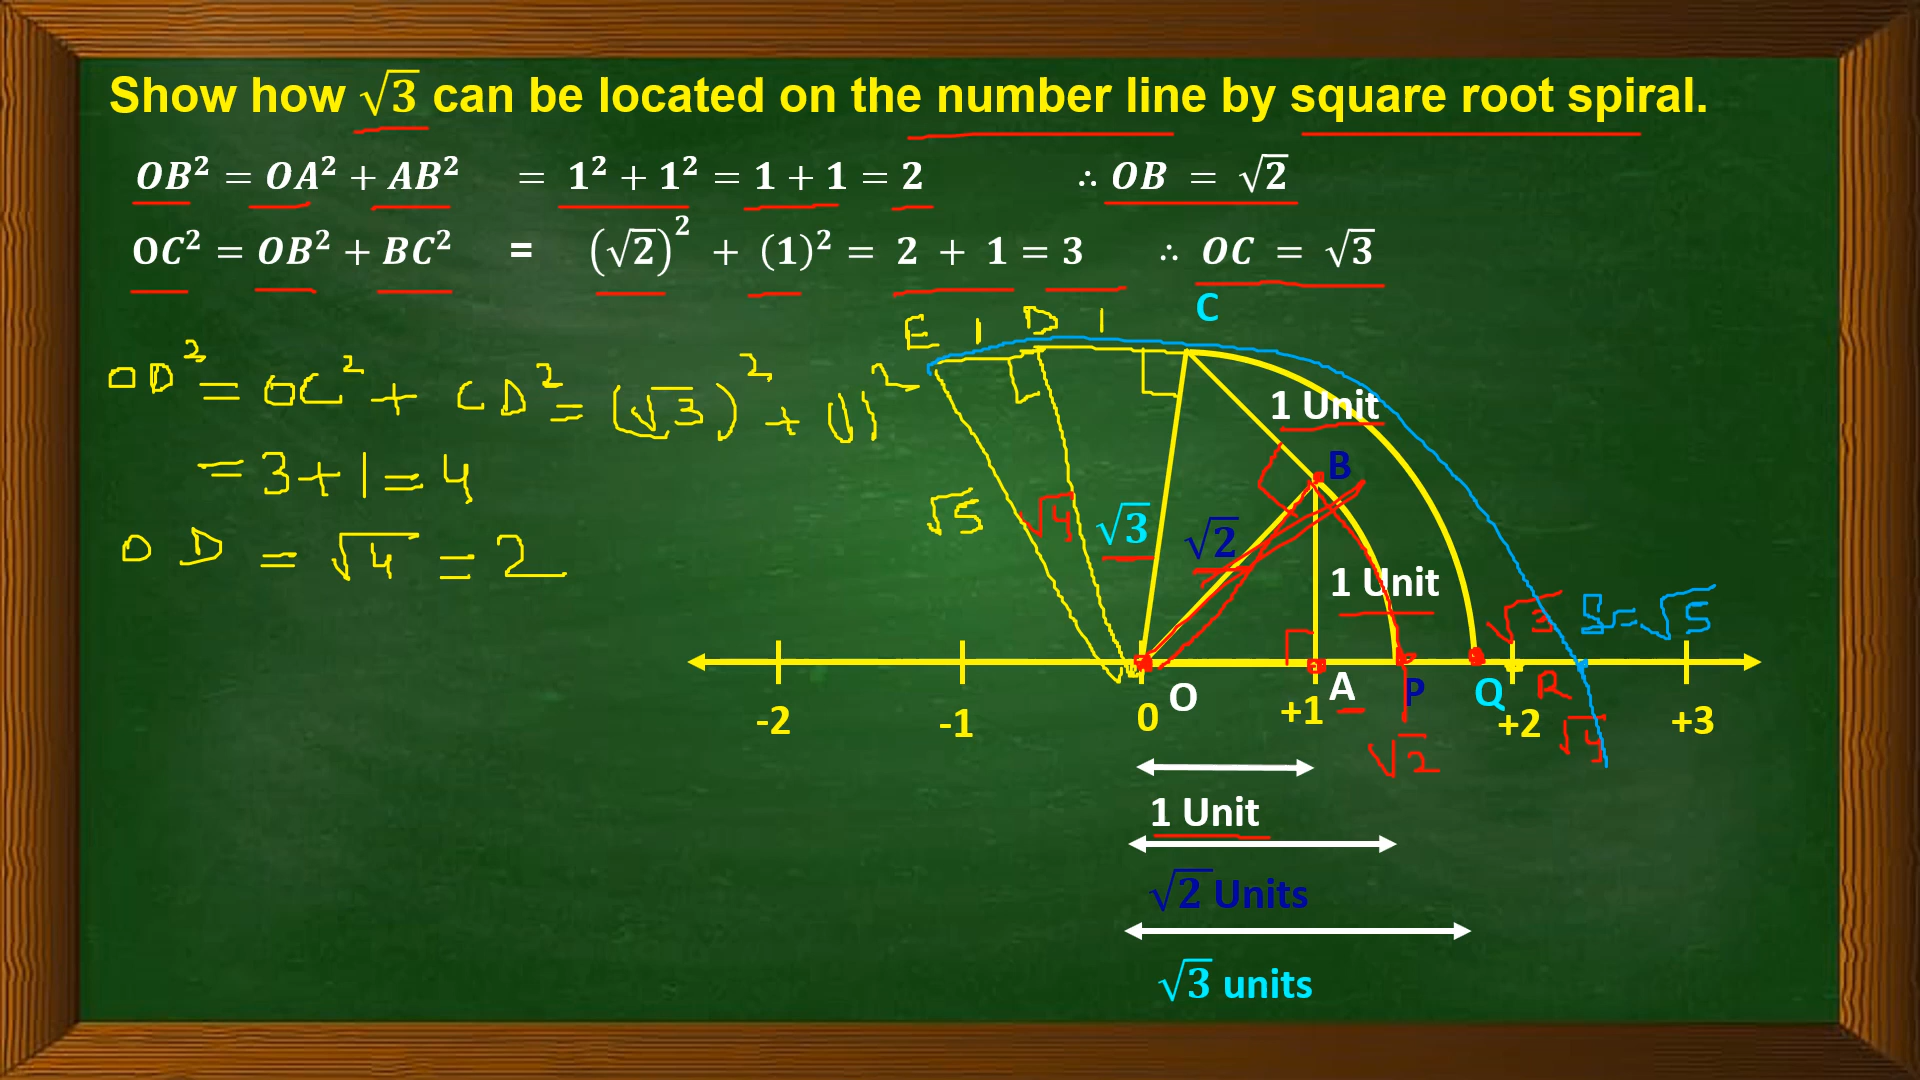 Show how √3 can be located on the number line by square root spiral.
OB² = OA² + AB² = 1² + 1² = 1 + 1 = 2 ∴ OB = √2
OC² = OB² + BC² = (√2)² + (1)² = 2 + 1 = 3 ∴ OC = √3
C
E 1 D 1
OD² = OC² + CD² = (√3)² + (1)²
1 Unit
= 3 + 1 = 4
B
√5 √4 √3 √2
OD = √4 = 2
1 Unit
√3 S = √5
O A P Q R
-2 -1 0 +1 +2 +3
√2 √4
1 Unit
√2 Units
√3 units